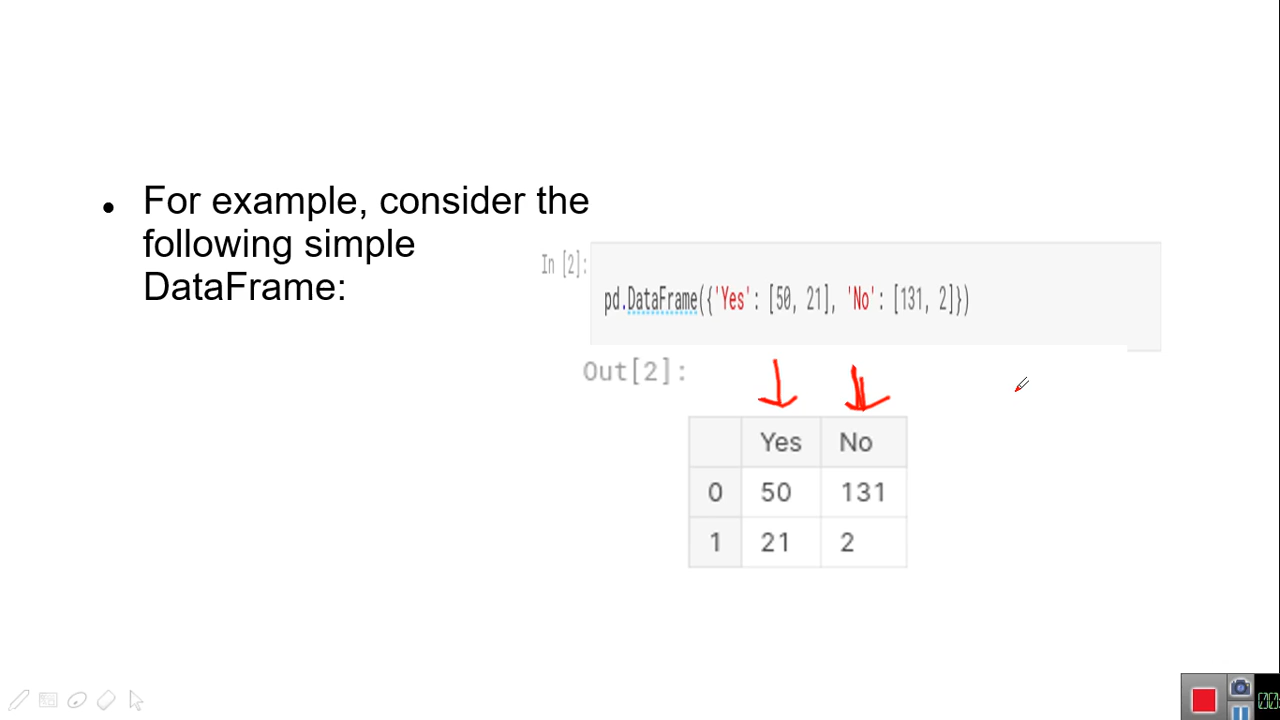 • For example, consider the
following simple
DataFrame:
In [2]:
pd.DataFrame({'Yes': [50, 21], 'No': [131, 2]})
Out[2]:
Yes No
0 50 131
1 21 2